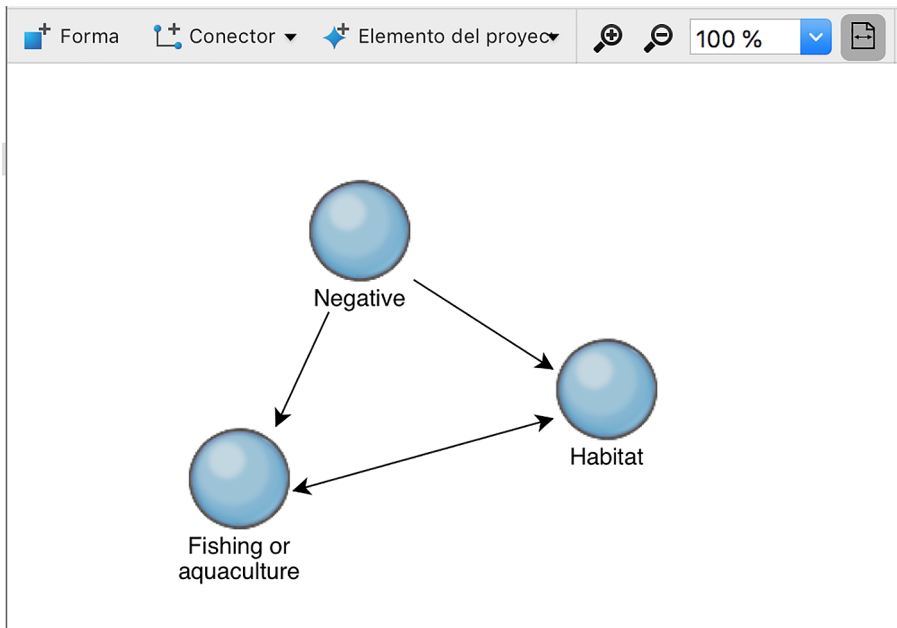 Forma
Conector
Elemento del proyec
100 %
Negative
Habitat
Fishing or
aquaculture